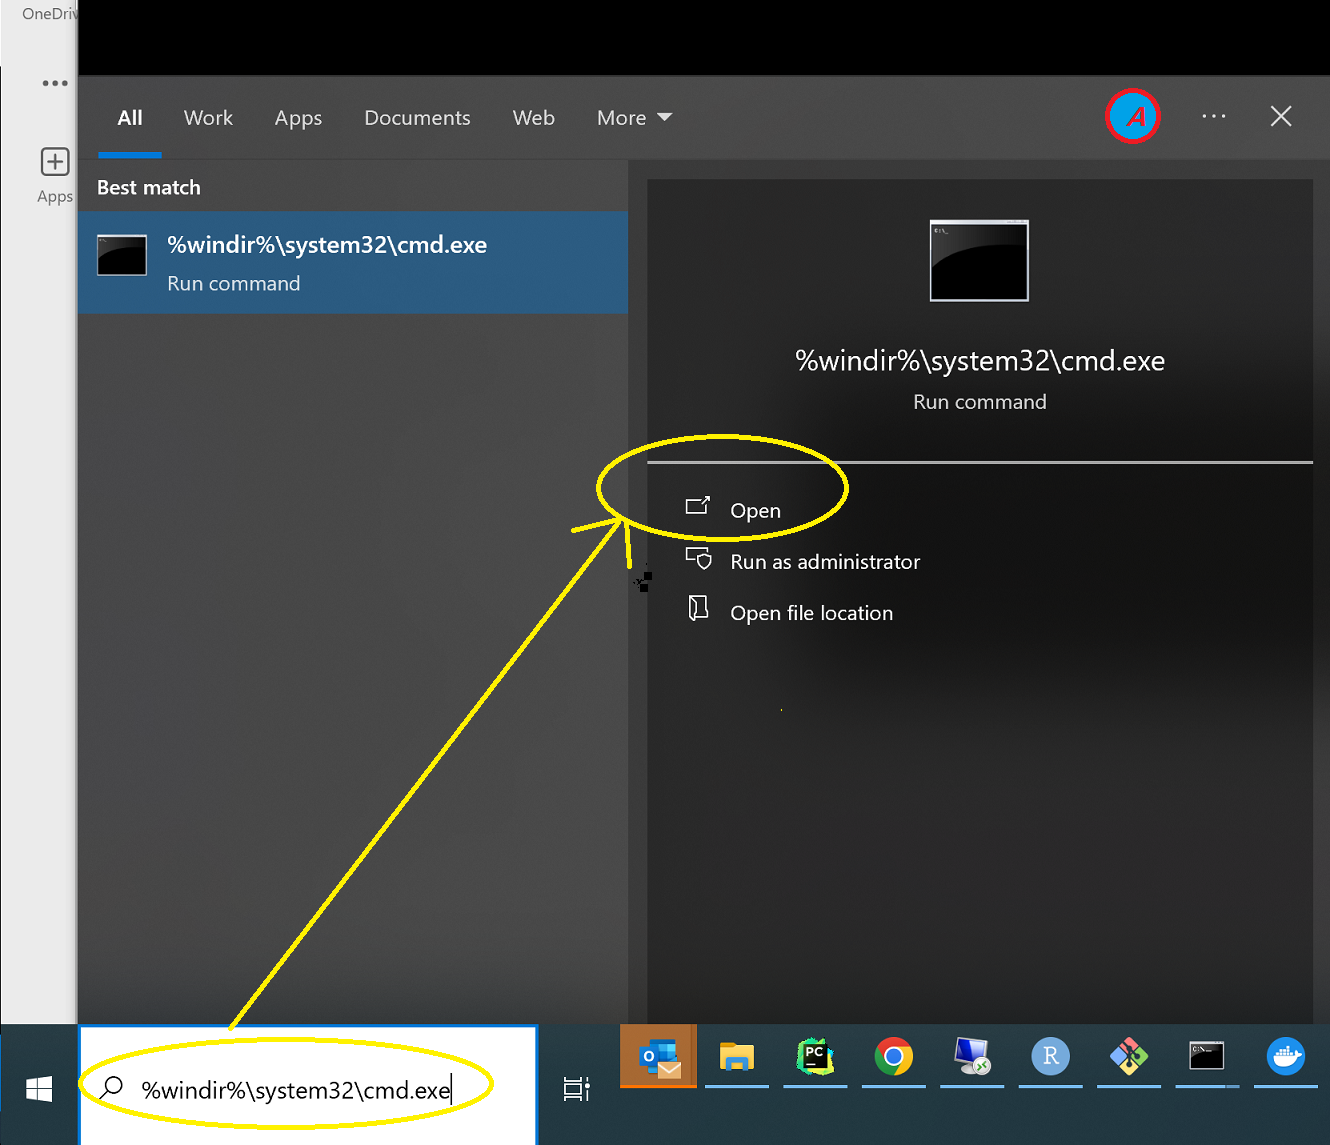 OneDriv
All Work Apps Documents Web More
A
Apps
Best match
%windir%\system32\cmd.exe
Run command
C:\_
%windir%\system32\cmd.exe
Run command
Open
Run as administrator
Open file location
%windir%\system32\cmd.exe
O
PC
R
C:\_